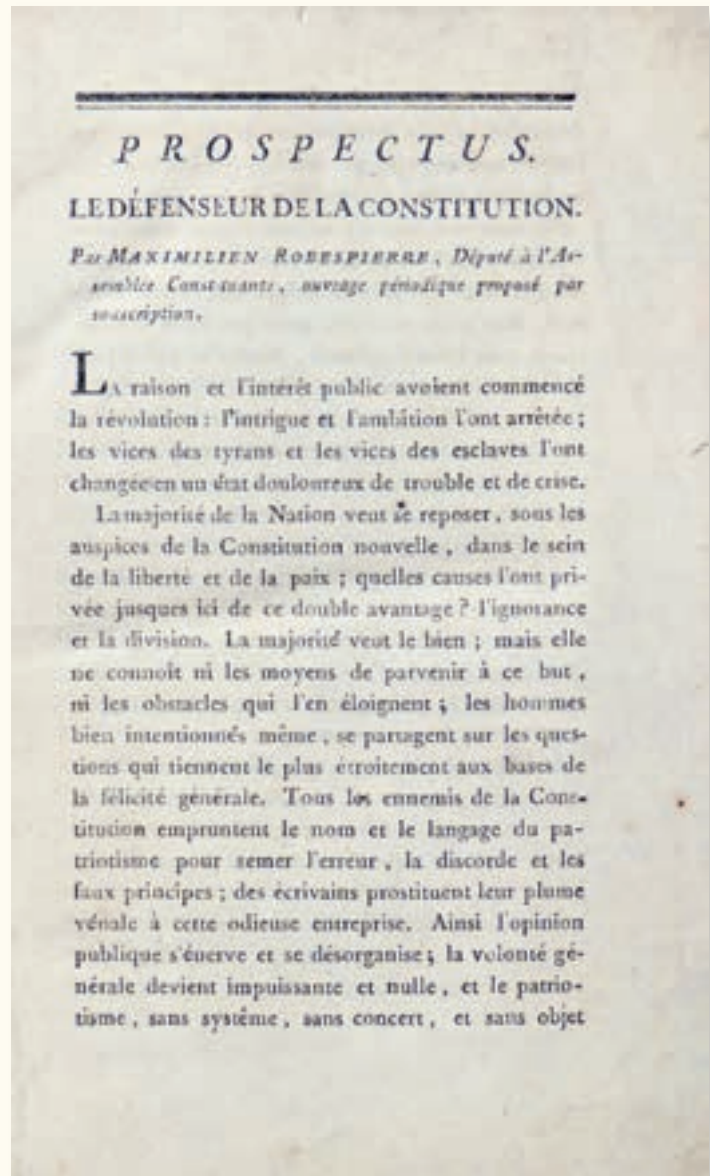 PROSPECTUS.
LE DÉFENSEUR DE LA CONSTITUTION.
Par MAXIMILIEN ROBESPIERRE, Député à l'As-
semblée Constituante, ouvrage périodique proposé par
souscription.
LA raison et l'intérêt public avoient commencé
la révolution : l'intrigue et l'ambition l'ont arrêtée ;
les vices des tyrans et les vices des esclaves l'ont
changée en un état douloureux de trouble et de crise.
La majorité de la Nation veut se reposer, sous les
auspices de la Constitution nouvelle, dans le sein
de la liberté et de la paix ; quelles causes l'ont pri-
vée jusques ici de ce double avantage ? l'ignorance
et la division. La majorité veut le bien ; mais elle
ne connoît ni les moyens de parvenir à ce but,
ni les obstacles qui l'en éloignent ; les hommes
bien intentionnés même, se partagent sur les ques-
tions qui tiennent le plus étroitement aux bases de
la félicité générale. Tous les ennemis de la Cons-
titution empruntent le nom et le langage du pa-
triotisme pour semer l'erreur, la discorde et les
faux principes ; des écrivains prostituent leur plume
vénale à cette odieuse entreprise. Ainsi l'opinion
publique s'énerve et se désorganise ; la volonté gé-
nérale devient impuissante et nulle, et le patrio-
tisme, sans systême, sans concert, et sans objet